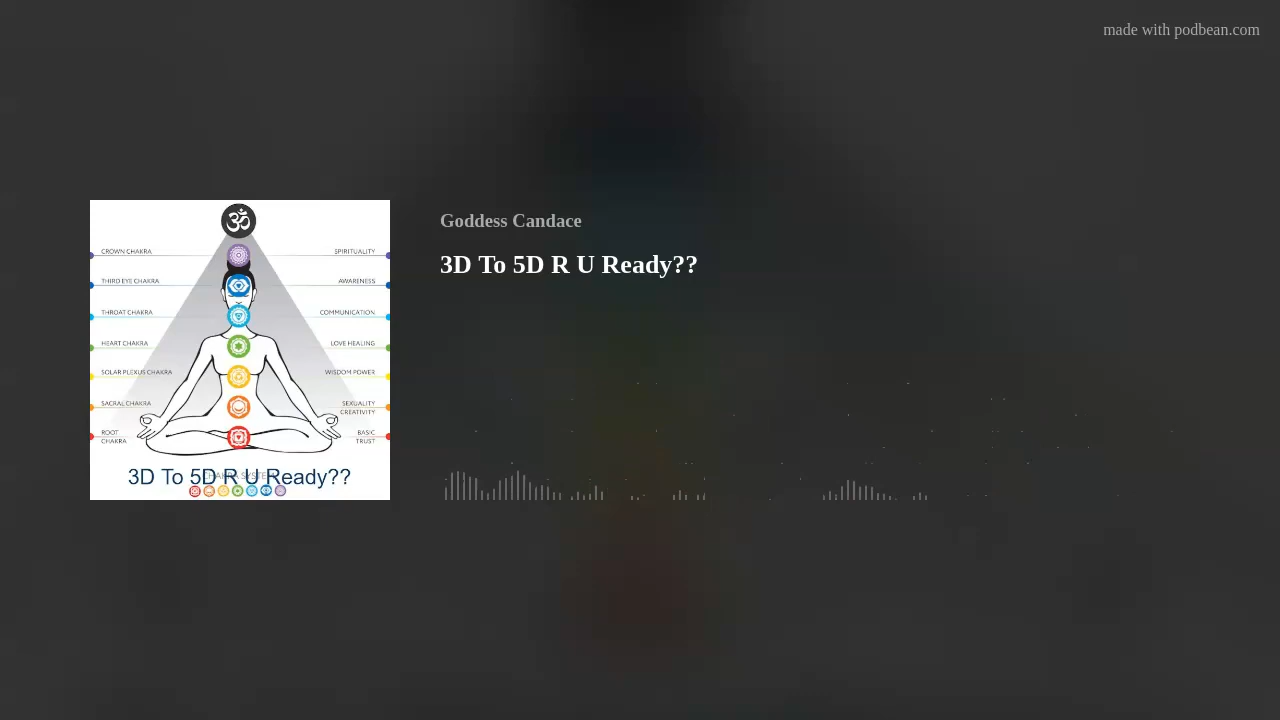 made with podbean.com
Goddess Candace
3D To 5D R U Ready??
ॐ
CROWN CHAKRA
SPIRITUALITY
THIRD EYE CHAKRA
AWARENESS
THROAT CHAKRA
COMMUNICATION
HEART CHAKRA
LOVE HEALING
SOLAR PLEXUS CHAKRA
WISDOM POWER
SACRAL CHAKRA
SEXUALITY
CREATIVITY
ROOT
CHAKRA
BASIC
TRUST
CHAKRA SYSTEM
3D To 5D R U Ready??